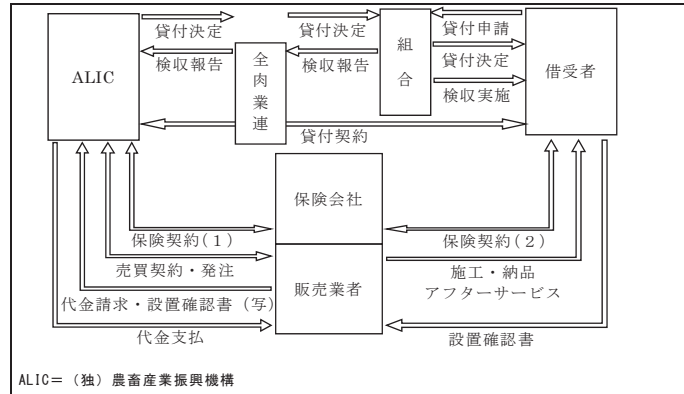 貸付決定
貸付決定
貸付申請
ALIC
検収報告
全肉業連
検収報告
組合
貸付決定
検収実施
借受者
貸付契約
保険会社
保険契約(１)
保険契約(２)
売買契約・発注
販売業者
施工・納品
アフターサービス
代金請求・設置確認書 (写)
代金支払
設置確認書
ALIC＝（独）農畜産業振興機構